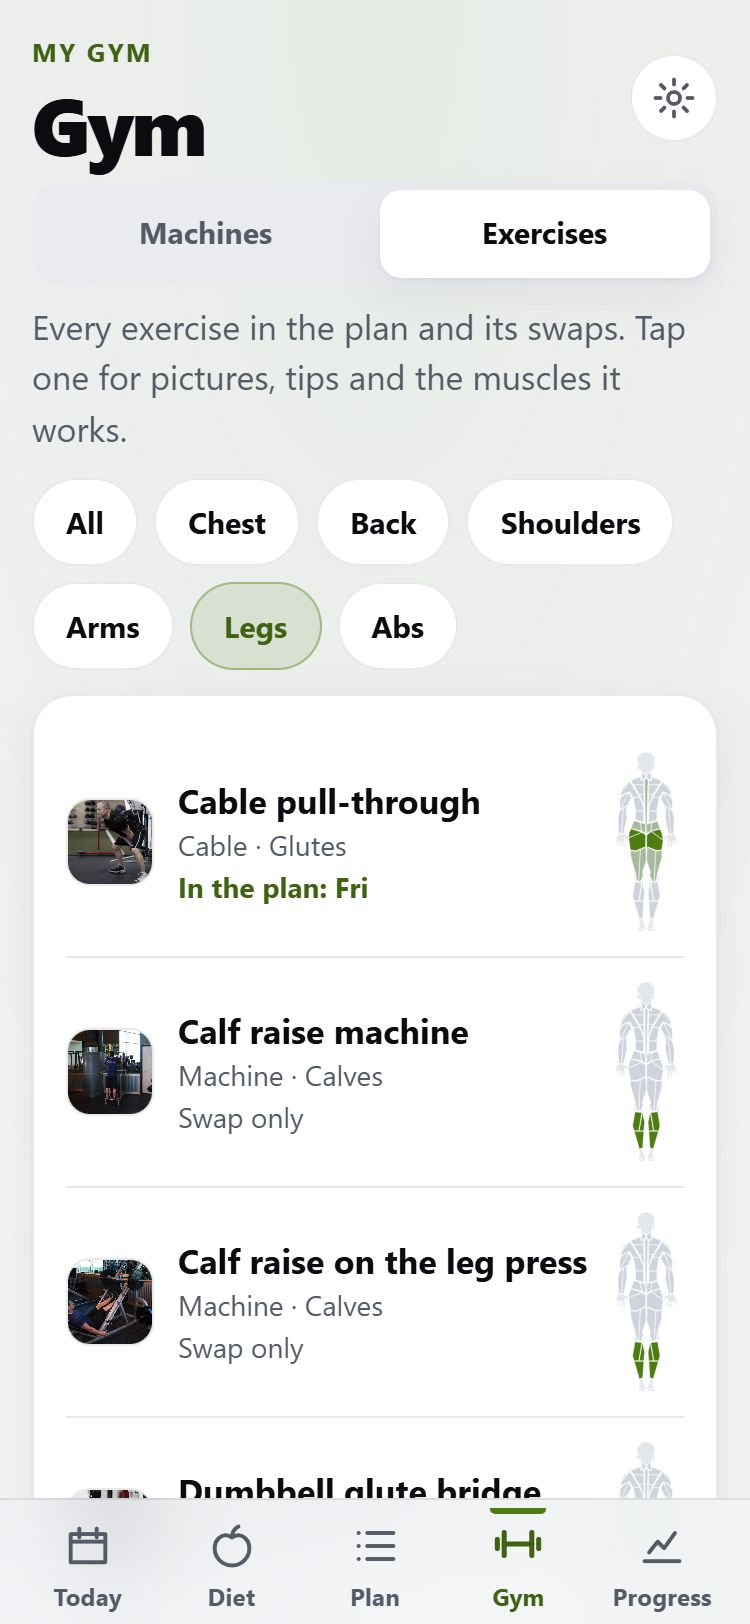 MY GYM
Gym
Machines
Exercises
Every exercise in the plan and its swaps. Tap
one for pictures, tips and the muscles it
works.
All
Chest
Back
Shoulders
Arms
Legs
Abs
Cable pull-through
Cable · Glutes
In the plan: Fri
Calf raise machine
Machine · Calves
Swap only
Calf raise on the leg press
Machine · Calves
Swap only
Dumbbell glute bridge
Today
Diet
Plan
Gym
Progress